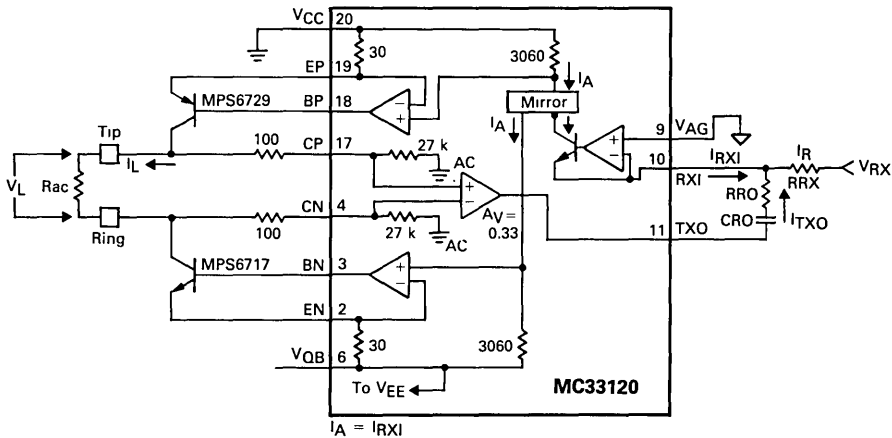 VCC 20
30
3060
IA
EP 19
MPS6729
BP 18
Mirror
IA
VAG
9
Tip
100
CP 17
27 k
AC
IRXI
IR
VRX
10
RXI
RRX
IL
VL
Rac
RRO
CRO
ITXO
CN 4
AV = 0.33
TXO
11
Ring
100
27 k
AC
MPS6717
BN 3
EN 2
30
3060
VQB 6
To VEE
MC33120
IA = IRXI